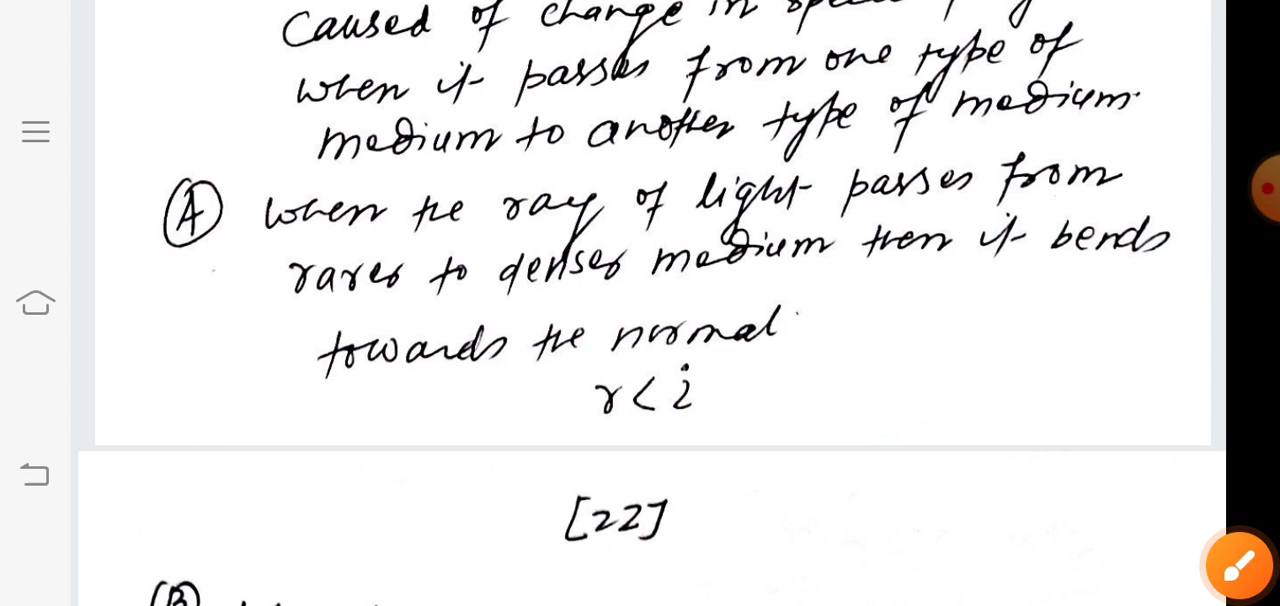 caused of change in
when it passes from one type of
medium to another type of medium.
(A) when the ray of light passes from
rarer to denser medium then it bends
towards the normal
r < i
[22]
(B)